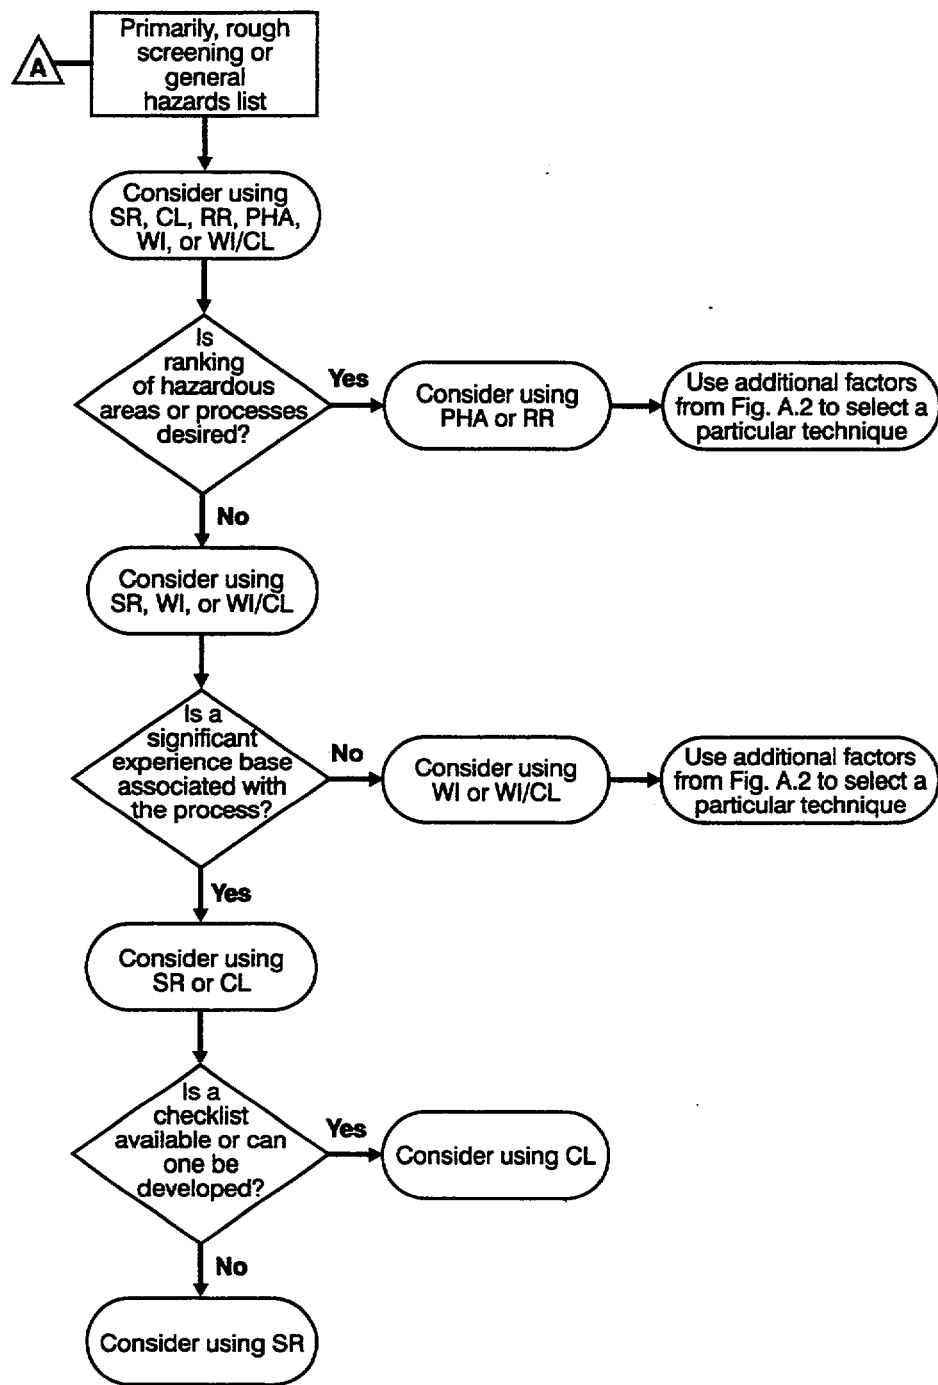 A
Primarily, rough
screening or
general
hazards list
Consider using
SR, CL, RR, PHA,
WI, or WI/CL
Is
ranking
of hazardous
areas or processes
desired?
Yes
Consider using
PHA or RR
Use additional factors
from Fig. A.2 to select a
particular technique
No
Consider using
SR, WI, or WI/CL
Is a
significant
experience base
associated with
the process?
No
Consider using
WI or WI/CL
Use additional factors
from Fig. A.2 to select a
particular technique
Yes
Consider using
SR or CL
Is a
checklist
available or can
one be
developed?
Yes
Consider using CL
No
Consider using SR